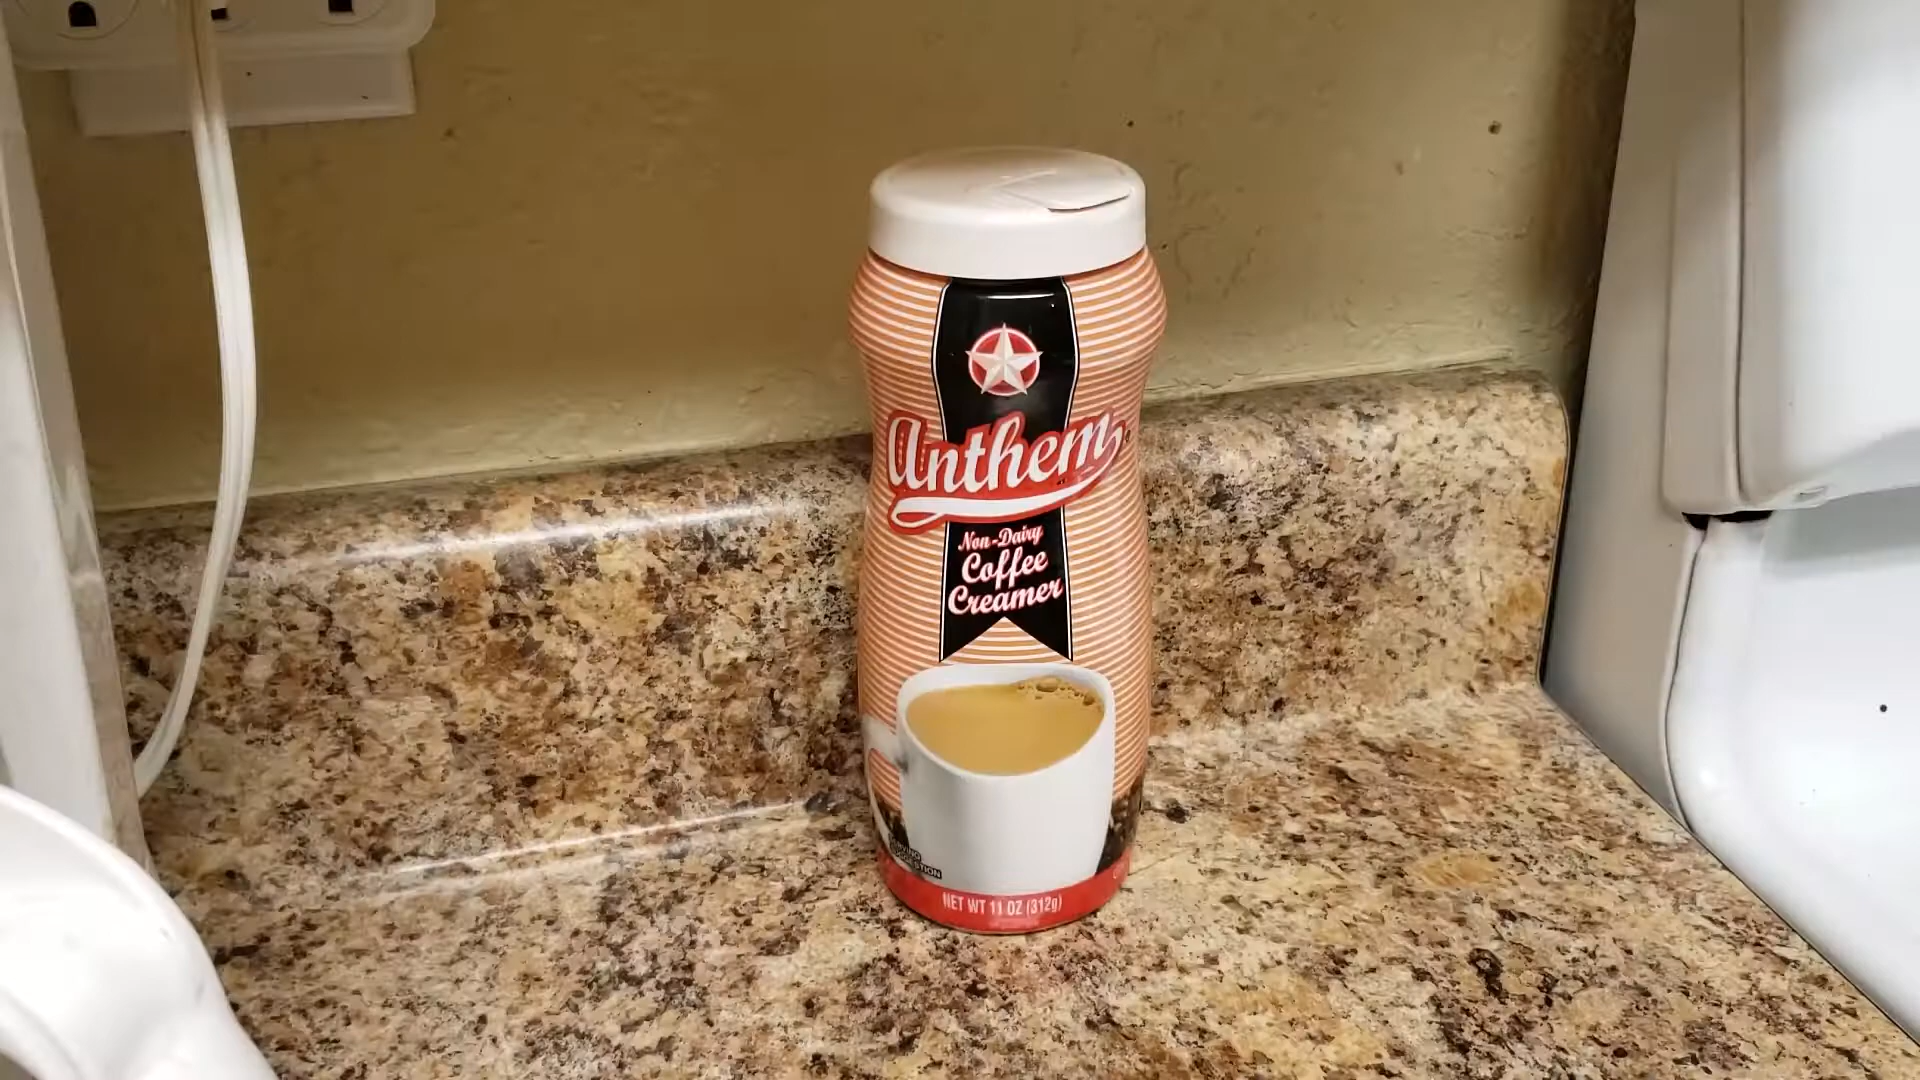 Anthem
Non-Dairy
Coffee
Creamer
NET WT 11 OZ (312g)